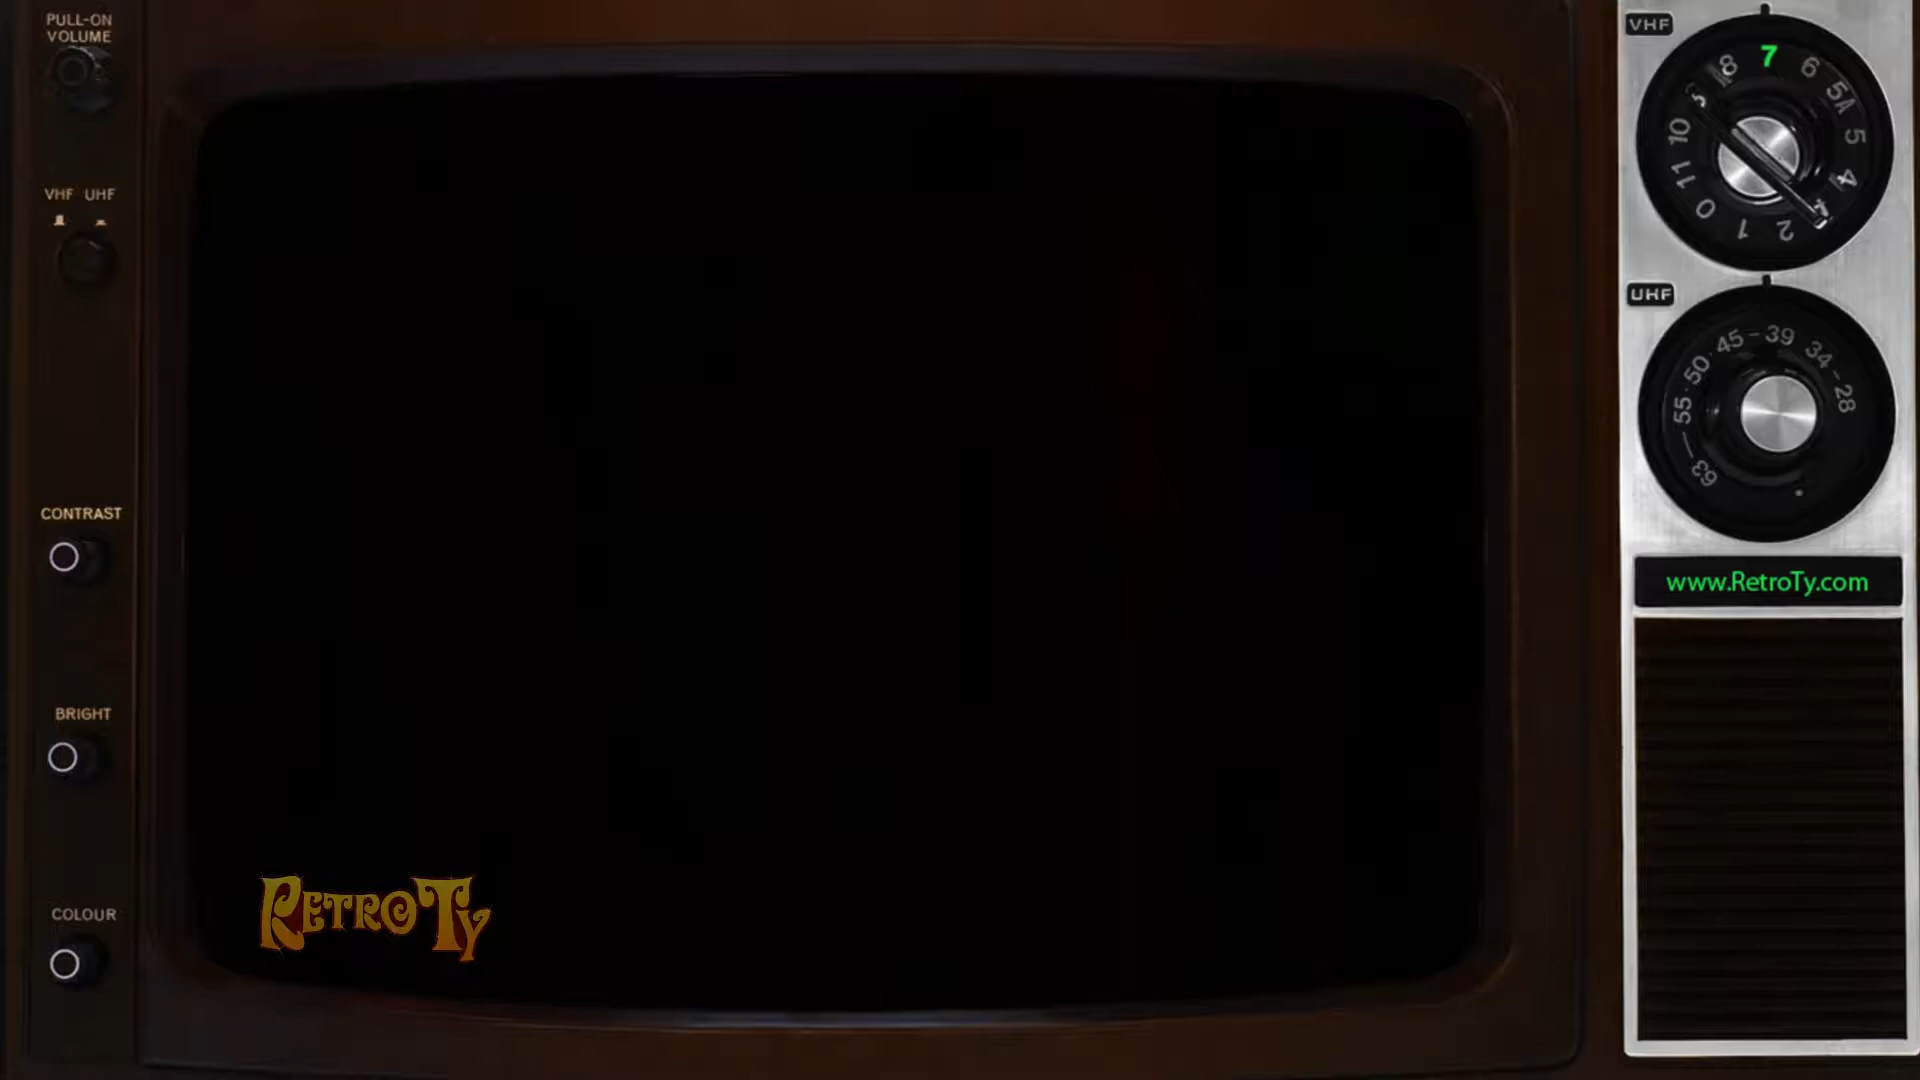 PULL-ON
VOLUME
VHF UHF
CONTRAST
BRIGHT
COLOUR
RETROTY
VHF
7
6
5A
5
4
2
1
0
11
10
8
UHF
63 55 50 45 39 34 28
www.RetroTy.com